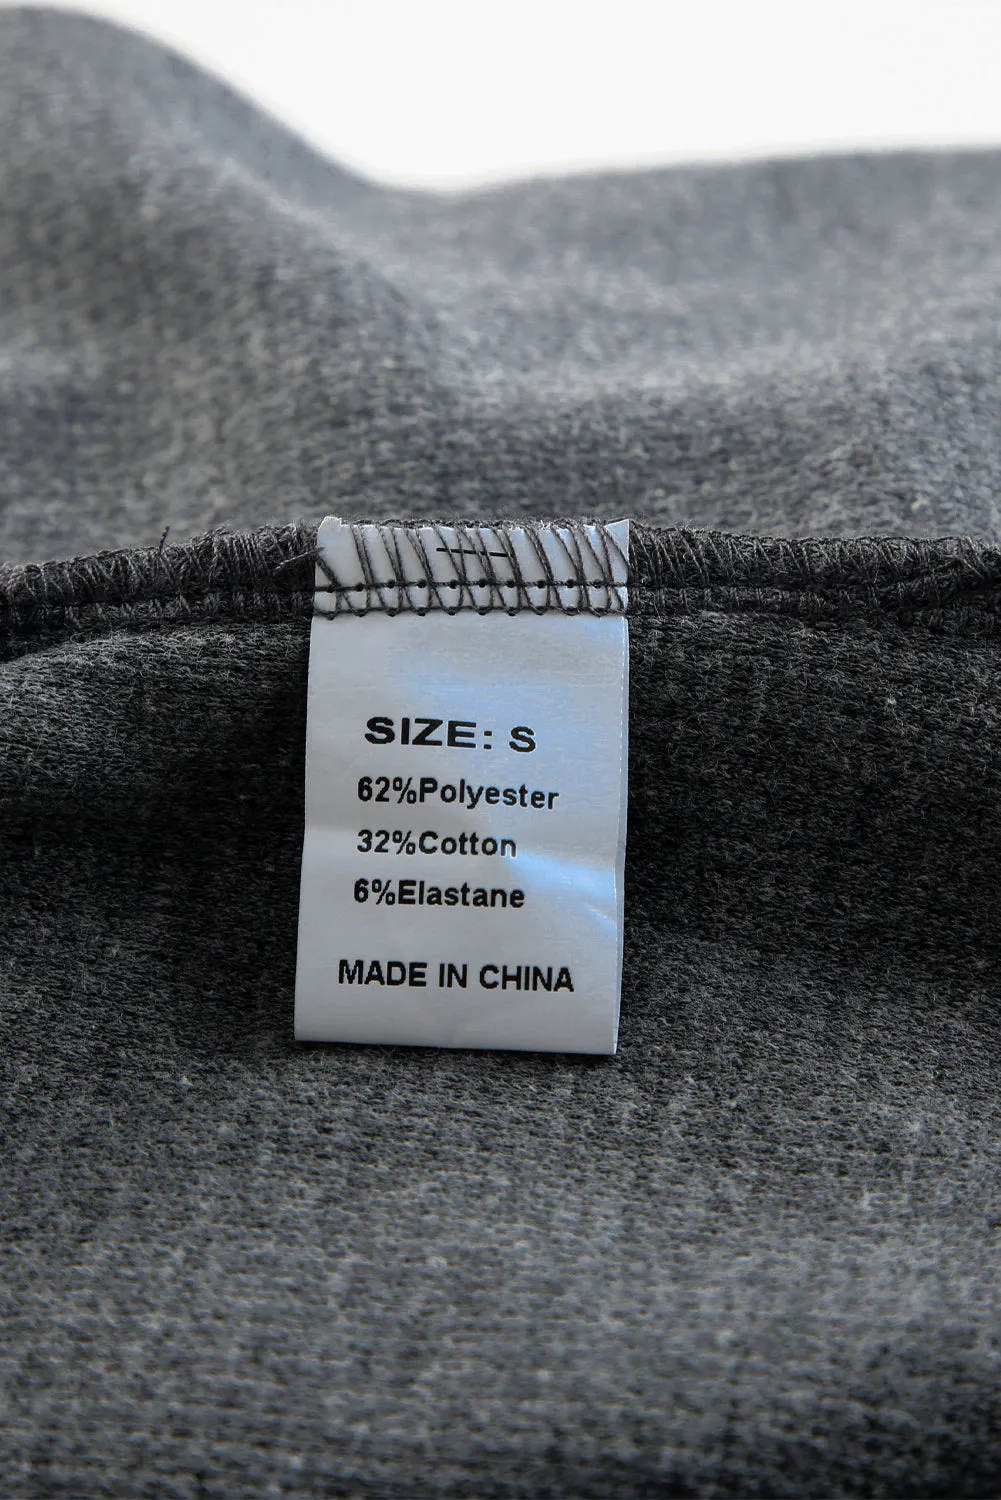 SIZE: S
62%Polyester
32%Cotton
6%Elastane
MADE IN CHINA